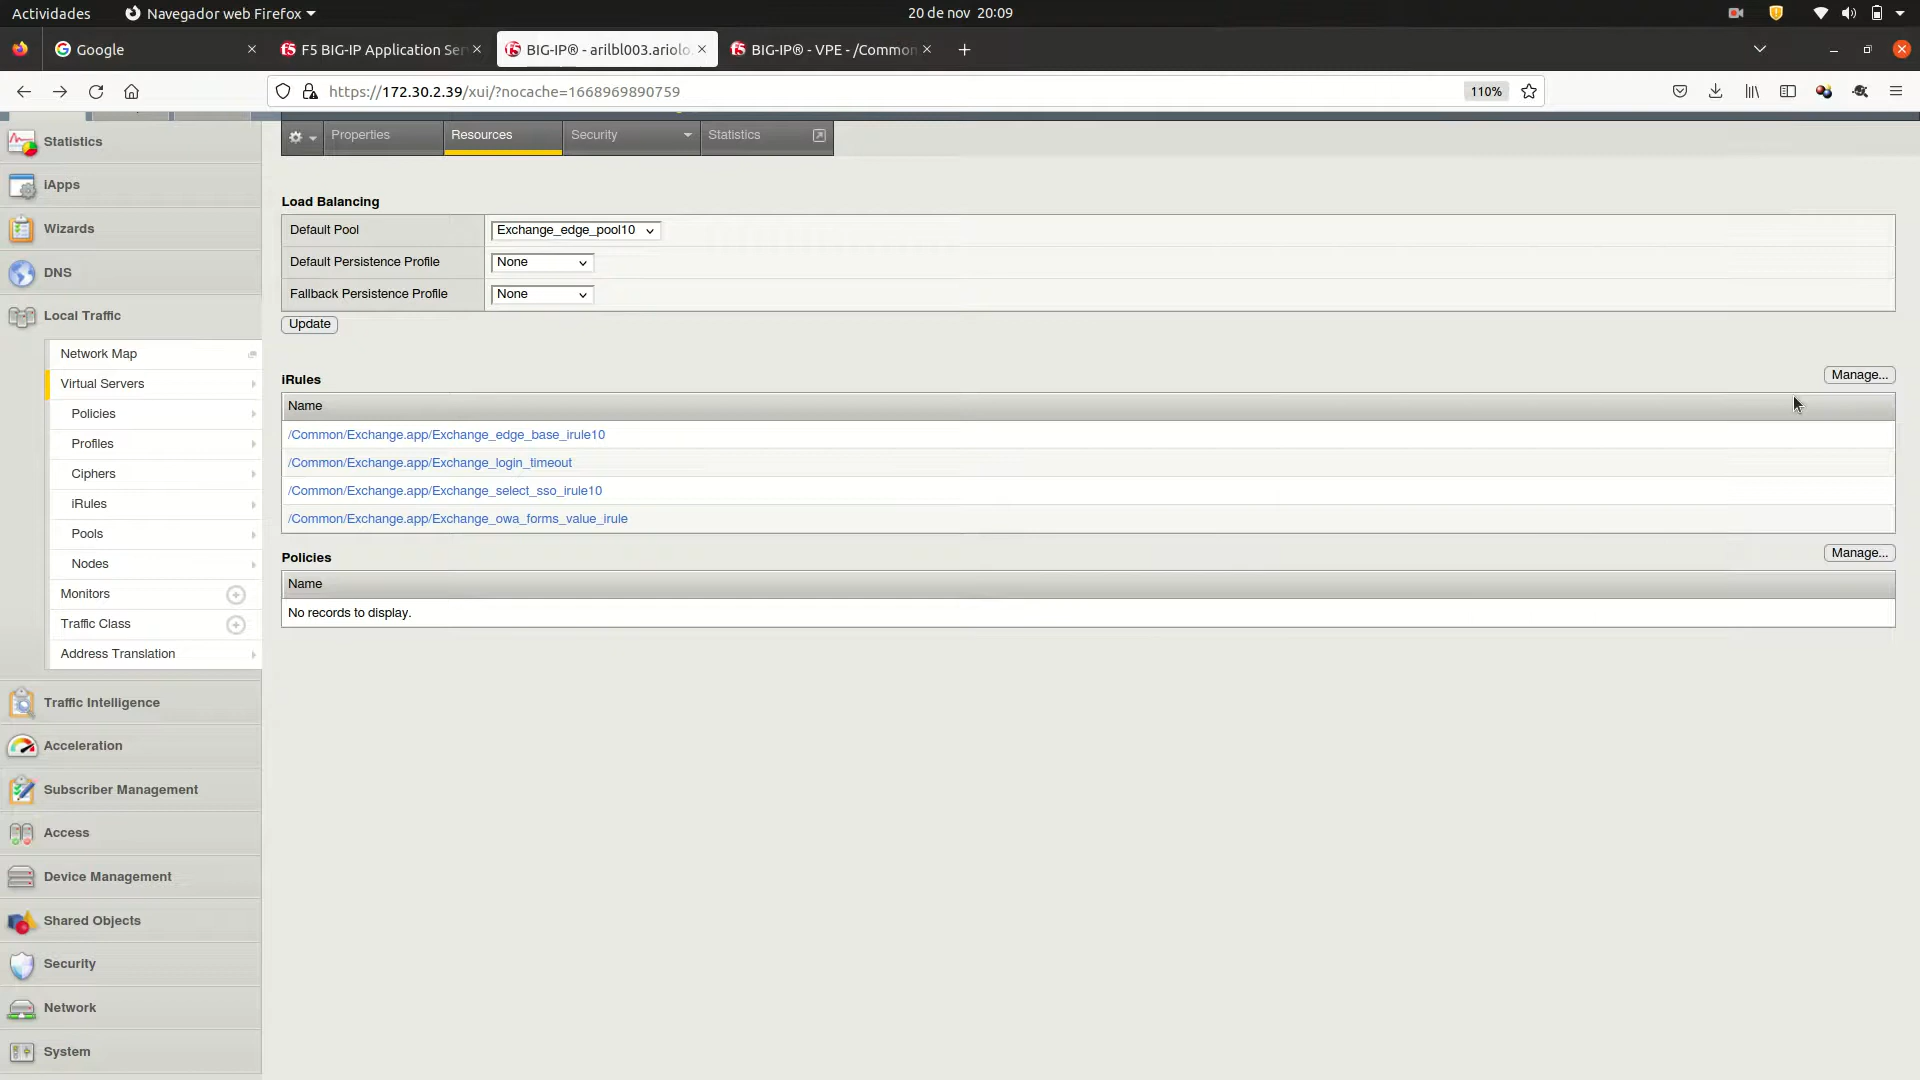 Actividades
Navegador web Firefox
20 de nov 20:09
Google
F5 BIG-IP Application Ser
BIG-IP® - arilbl003.ariolo
BIG-IP® - VPE - /Common
https://172.30.2.39/xui/?nocache=1668969890759
110%
Statistics
iApps
Wizards
DNS
Local Traffic
Network Map
Virtual Servers
Policies
Profiles
Ciphers
iRules
Pools
Nodes
Monitors
Traffic Class
Address Translation
Traffic Intelligence
Acceleration
Subscriber Management
Access
Device Management
Shared Objects
Security
Network
System
Properties
Resources
Security
Statistics
Load Balancing
Default Pool
Exchange_edge_pool10
Default Persistence Profile
None
Fallback Persistence Profile
None
Update
iRules
Manage...
Name
/Common/Exchange.app/Exchange_edge_base_irule10
/Common/Exchange.app/Exchange_login_timeout
/Common/Exchange.app/Exchange_select_sso_irule10
/Common/Exchange.app/Exchange_owa_forms_value_irule
Policies
Manage...
Name
No records to display.